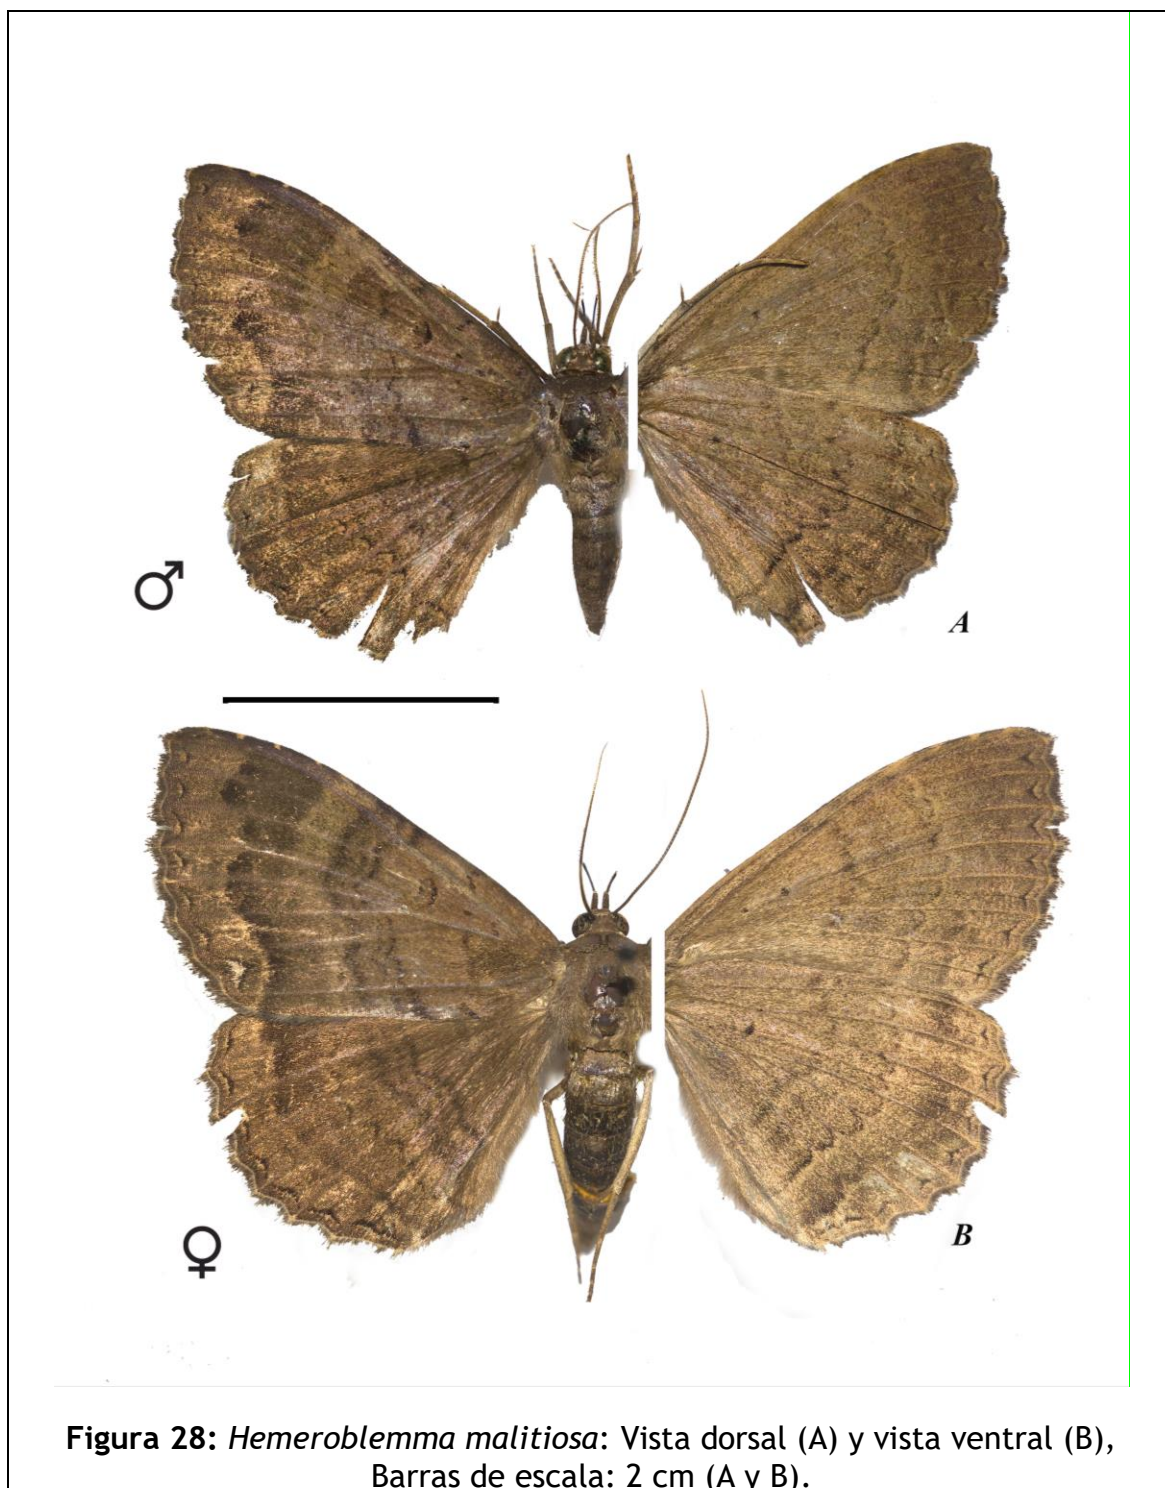 ♂
A
♀
B
Figura 28: Hemeroblemma malitiosa: Vista dorsal (A) y vista ventral (B),
Barras de escala: 2 cm (A y B).